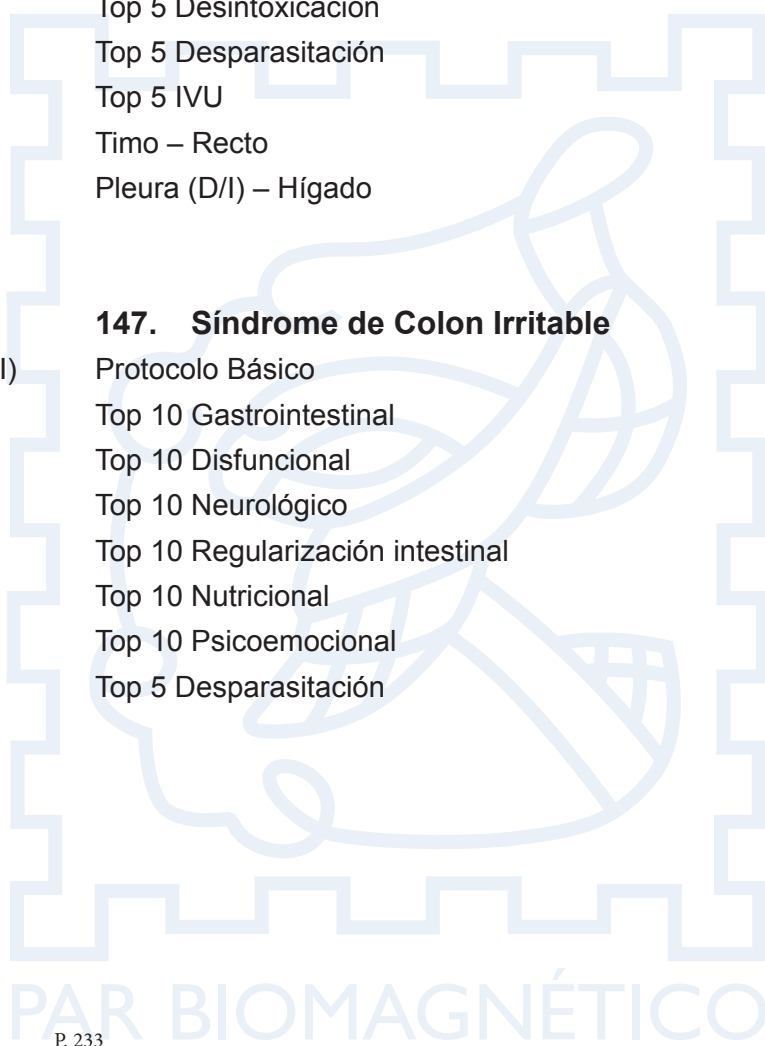 Top 5 Desintoxicación
Top 5 Desparasitación
Top 5 IVU
Timo – Recto
Pleura (D/I) – Hígado
147. Síndrome de Colon Irritable
I)
Protocolo Básico
Top 10 Gastrointestinal
Top 10 Disfuncional
Top 10 Neurológico
Top 10 Regularización intestinal
Top 10 Nutricional
Top 10 Psicoemocional
Top 5 Desparasitación
PAR BIOMAGNÉTICO
P. 233